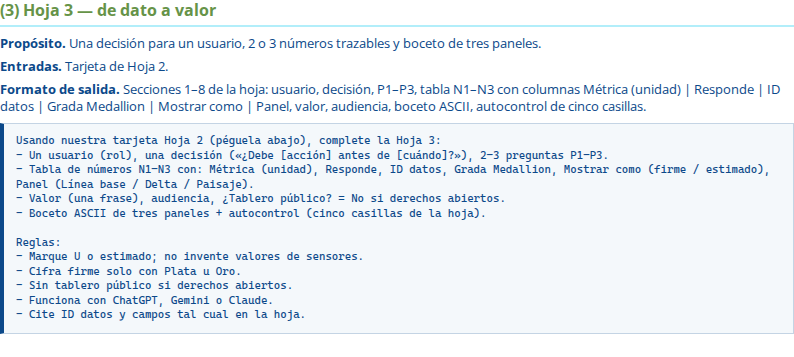 (3) Hoja 3 — de dato a valor
Propósito. Una decisión para un usuario, 2 o 3 números trazables y boceto de tres paneles.
Entradas. Tarjeta de Hoja 2.
Formato de salida. Secciones 1–8 de la hoja: usuario, decisión, P1–P3, tabla N1–N3 con columnas Métrica (unidad) | Responde | ID
datos | Grada Medallion | Mostrar como | Panel, valor, audiencia, boceto ASCII, autocontrol de cinco casillas.
Usando nuestra tarjeta Hoja 2 (péguela abajo), complete la Hoja 3:
– Un usuario (rol), una decisión («¿Debe [acción] antes de [cuándo]?»), 2–3 preguntas P1–P3.
– Tabla de números N1–N3 con: Métrica (unidad), Responde, ID datos, Grada Medallion, Mostrar como (firme / estimado),
Panel (Línea base / Delta / Paisaje).
– Valor (una frase), audiencia, ¿Tablero público? = No si derechos abiertos.
– Boceto ASCII de tres paneles + autocontrol (cinco casillas de la hoja).
Reglas:
– Marque U o estimado; no invente valores de sensores.
– Cifra firme solo con Plata u Oro.
– Sin tablero público si derechos abiertos.
– Funciona con ChatGPT, Gemini o Claude.
– Cite ID datos y campos tal cual en la hoja.